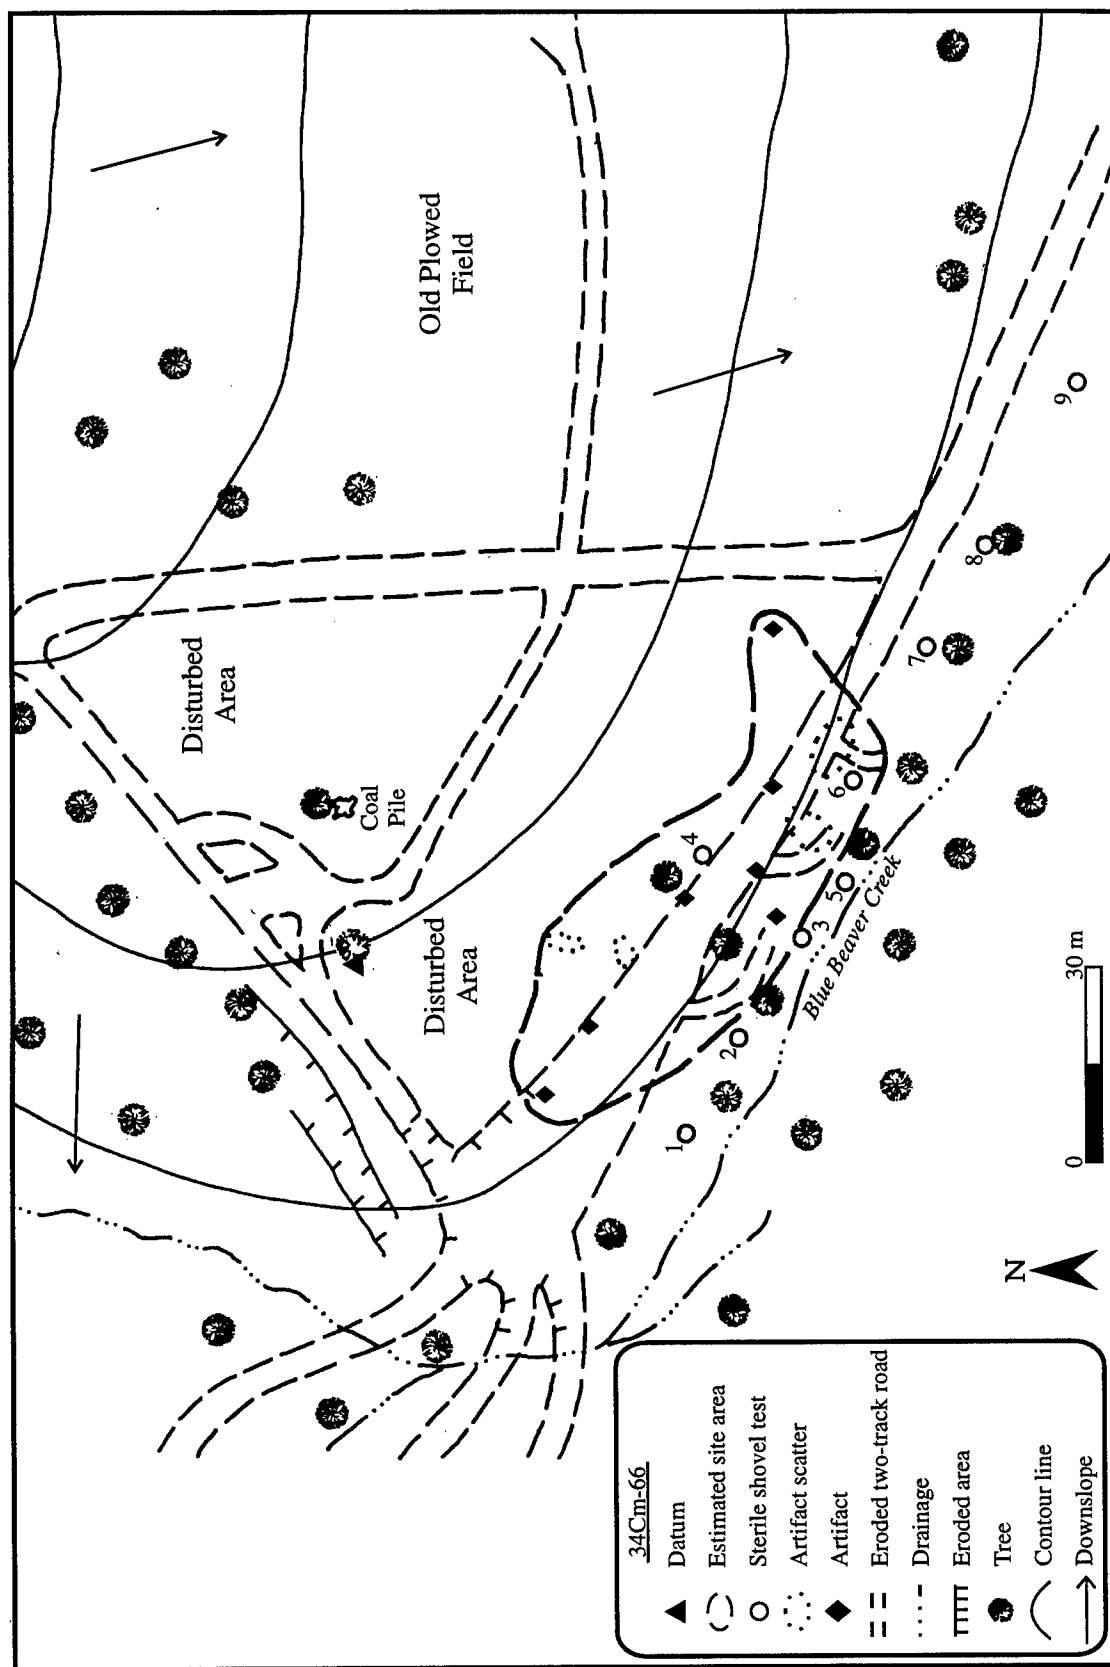 Old Plowed
Field
Disturbed
Area
Coal
Pile
Disturbed
Area
1
2
3
4
5
6
7
8
9
Blue Beaver Creek
N
0
30 m
34Cm-66
Datum
Estimated site area
Sterile shovel test
Artifact scatter
Artifact
Eroded two-track road
Drainage
Eroded area
Tree
Contour line
Downslope